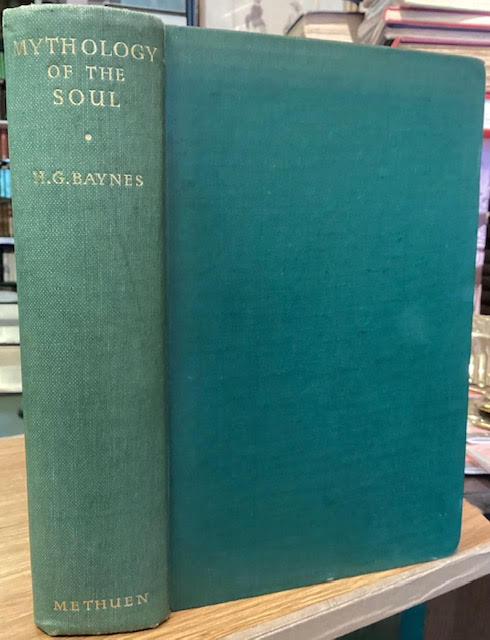 MYTHOLOGY
OF THE
SOUL
H.G. BAYNES
METHUEN